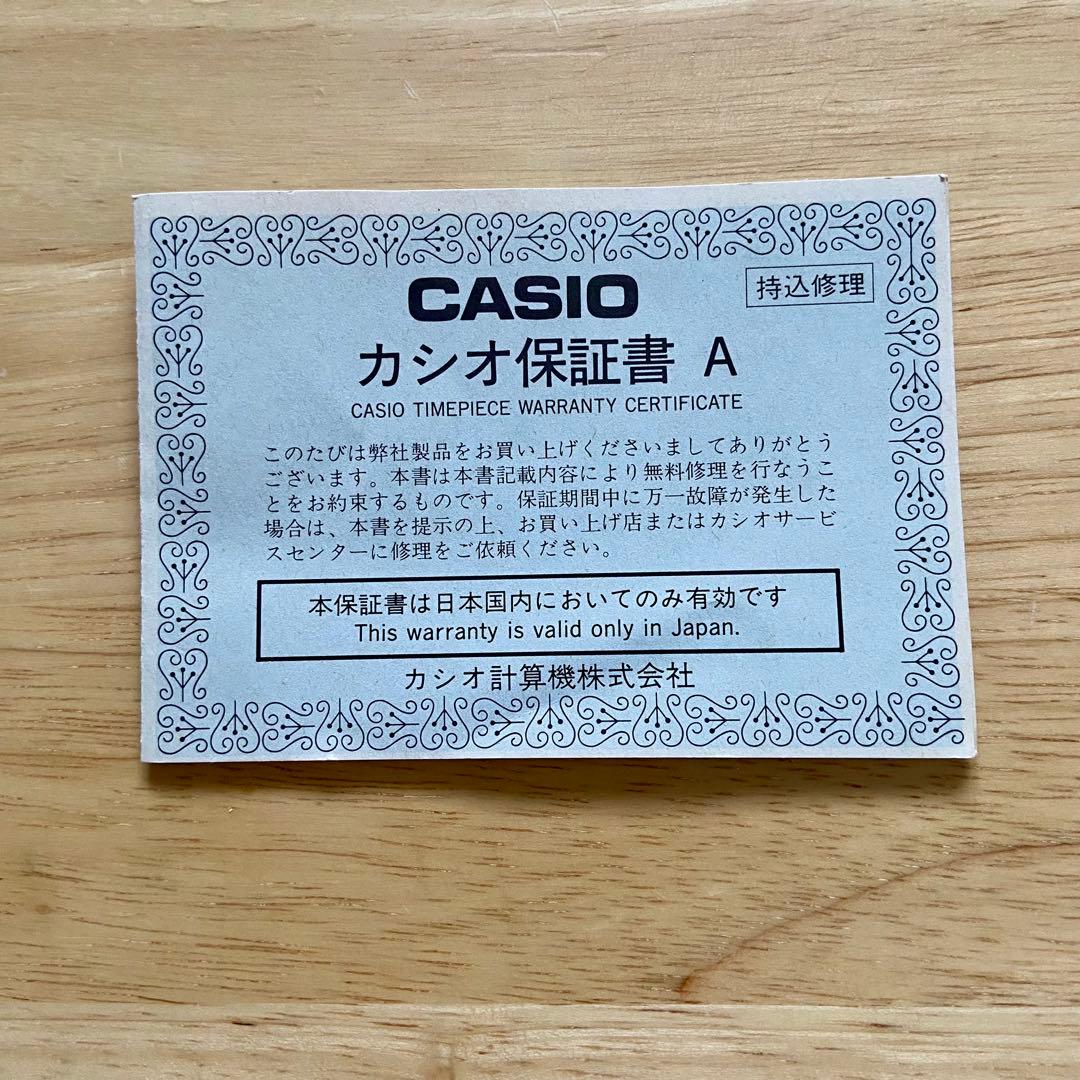 CASIO
持込修理
カシオ保証書 A
CASIO TIMEPIECE WARRANTY CERTIFICATE
このたびは弊社製品をお買い上げくださいましてありがとう
ございます。本書は本書記載内容により無料修理を行なうこ
とをお約束するものです。保証期間中に万一故障が発生した
場合は、本書を提示の上、お買い上げ店またはカシオサービ
スセンターに修理をご依頼ください。
本保証書は日本国内においてのみ有効です
This warranty is valid only in Japan.
カシオ計算機株式会社